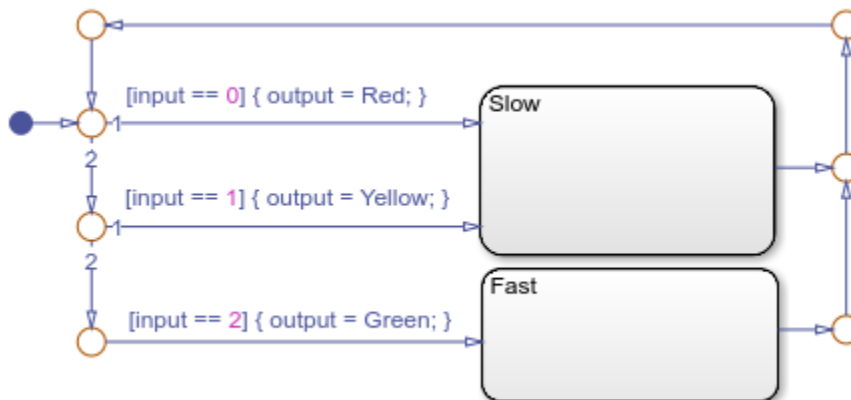 [input == 0] { output = Red; }
Slow
1
2
[input == 1] { output = Yellow; }
1
2
Fast
[input == 2] { output = Green; }